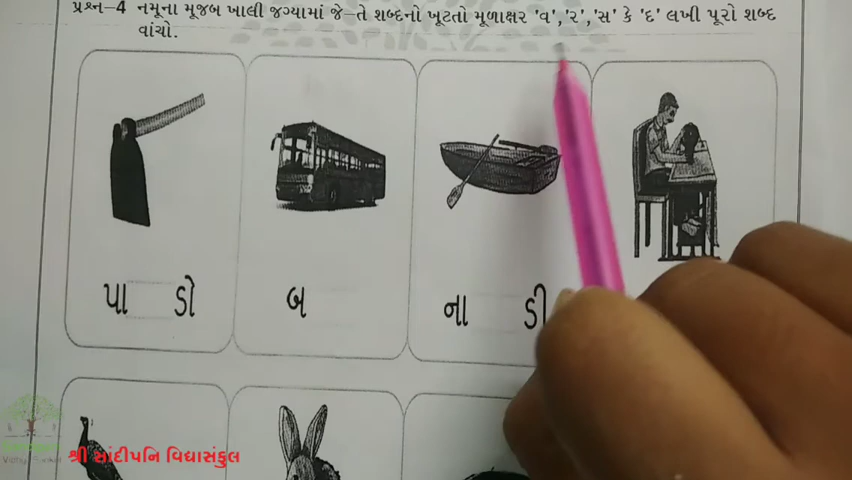 પ્રશ્ન-4 નમૂના મૂજબ ખાલી જગ્યામાં જે-તે શબ્દનો ખૂટતો મૂળાક્ષર 'વ','ર','સ' કે 'દ' લખી પૂરો શબ્દ
વાંચો.
પા ડો
બ
ના ડી
શ્રી સાંદીપનિ વિદ્યાસંકુલ